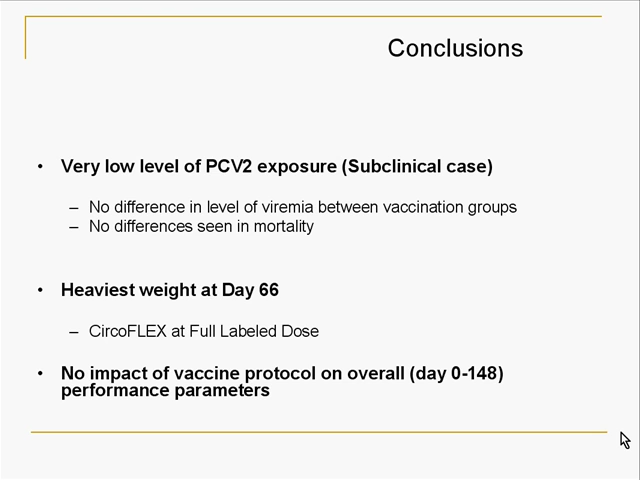 Conclusions
• Very low level of PCV2 exposure (Subclinical case)
– No difference in level of viremia between vaccination groups
– No differences seen in mortality
• Heaviest weight at Day 66
– CircoFLEX at Full Labeled Dose
• No impact of vaccine protocol on overall (day 0-148)
performance parameters